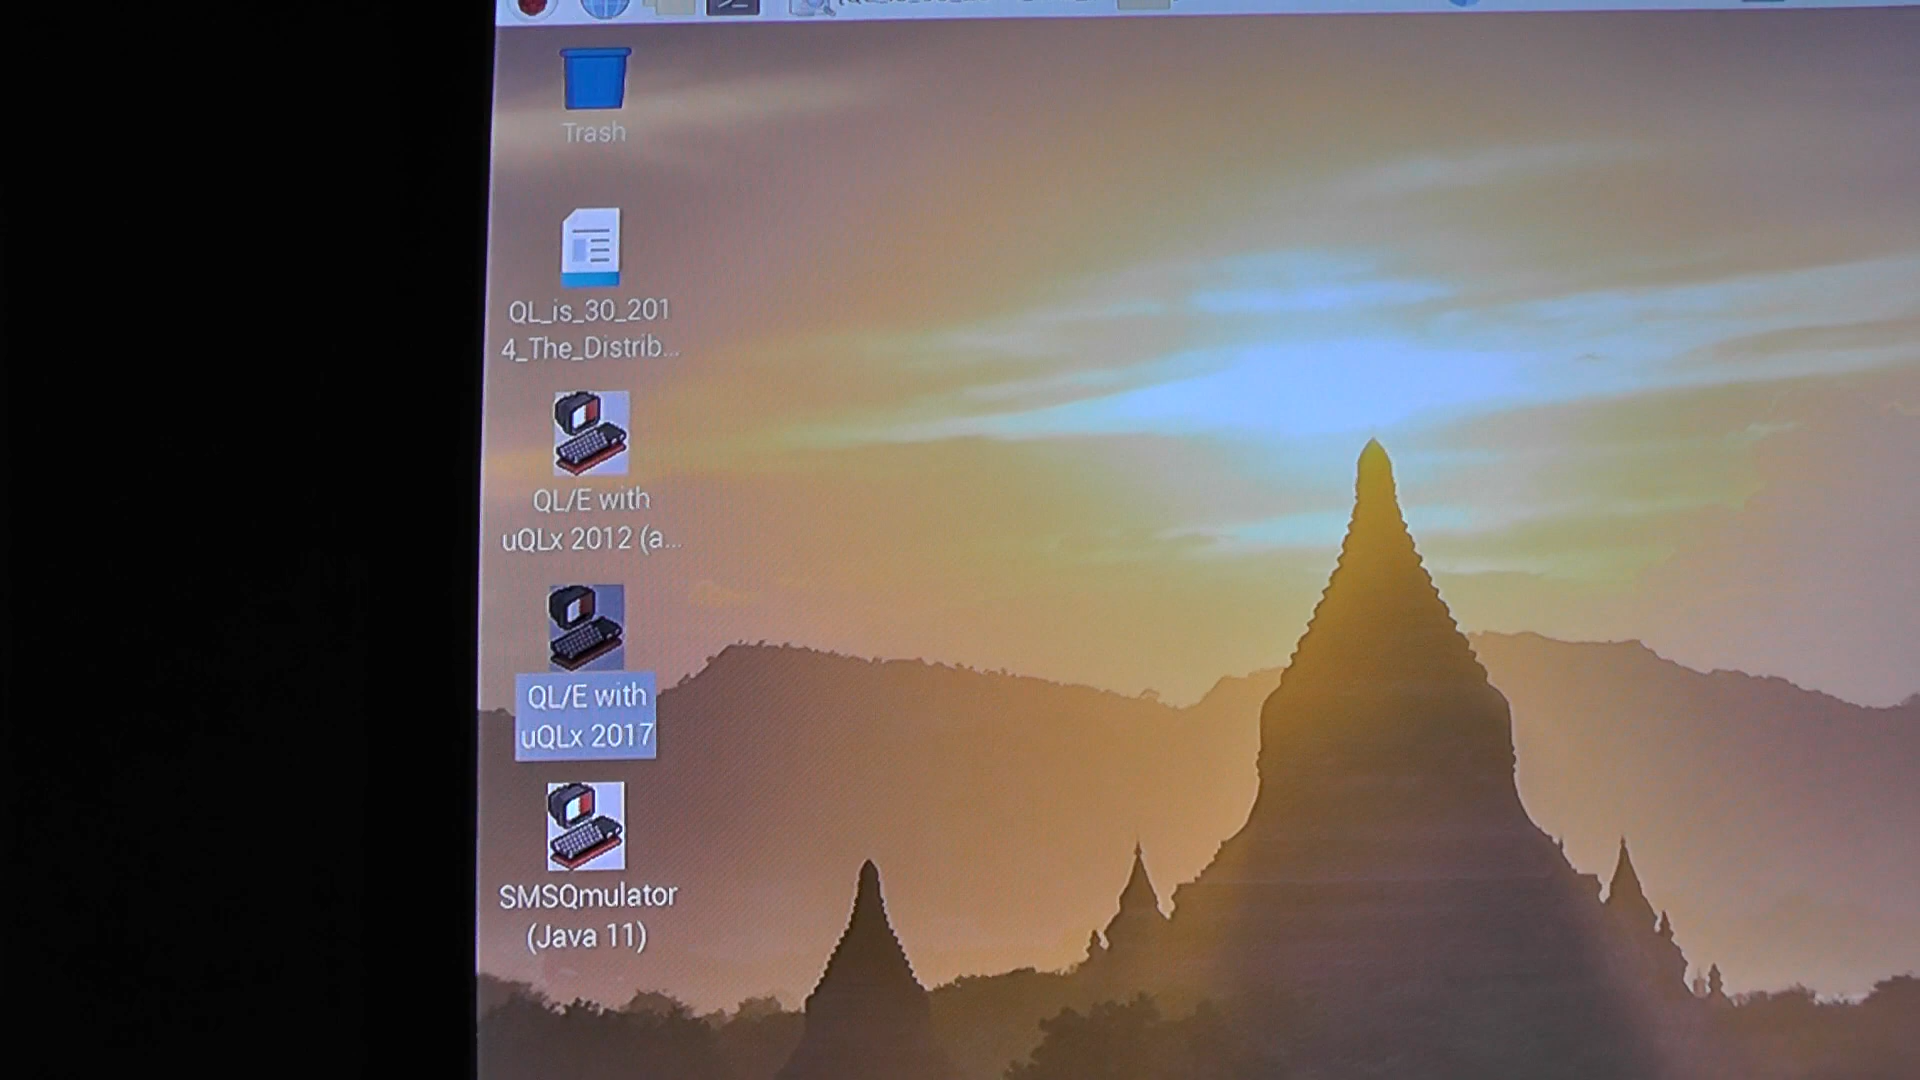 Trash
QL_is_30_201
4_The_Distrib...
QL/E with
uQLx 2012 (a...
QL/E with
uQLx 2017
SMSQmulator
(Java 11)